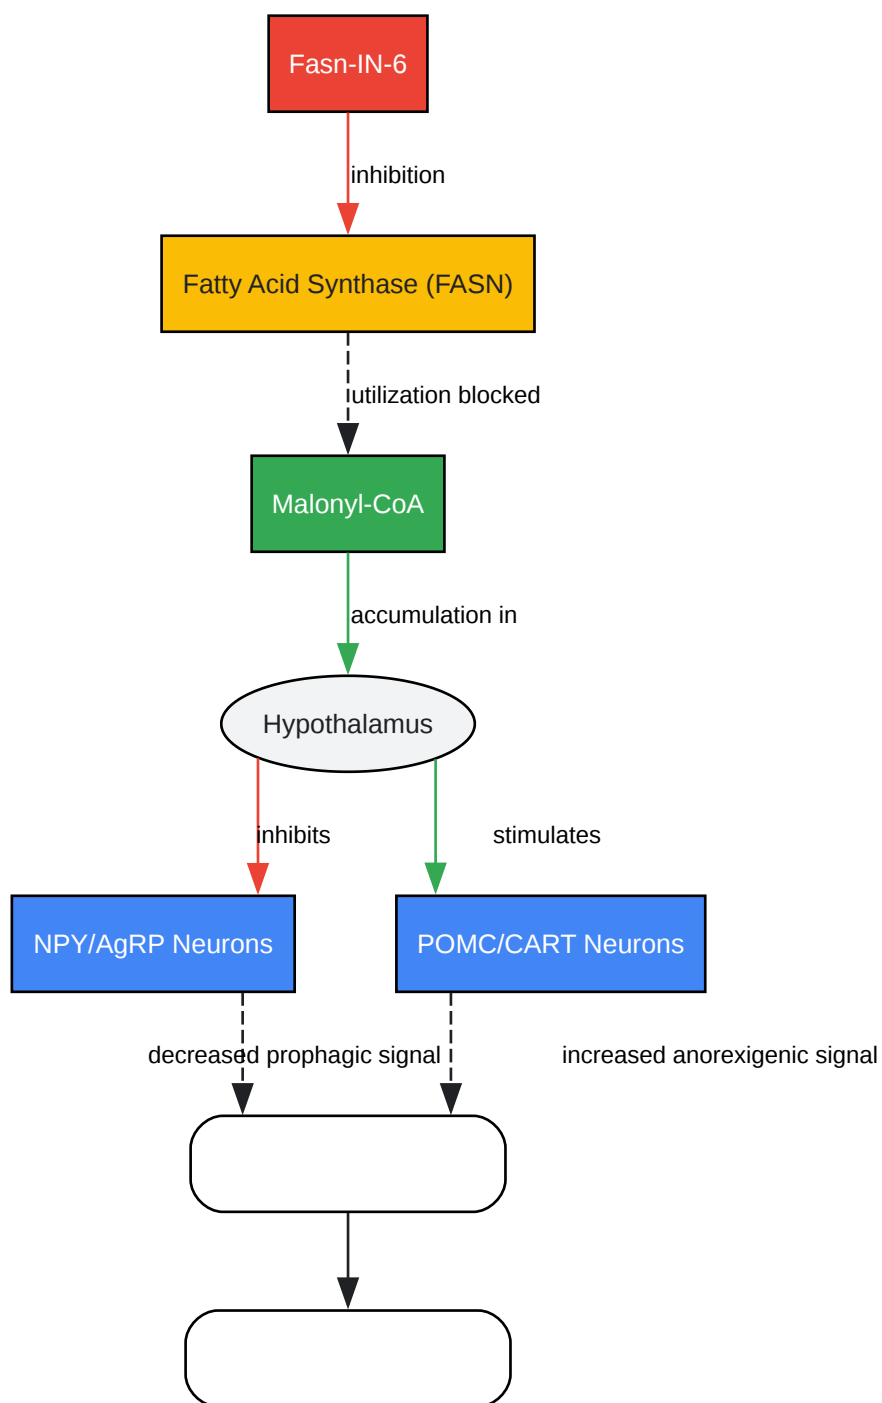 Fasn-IN-6
inhibition
Fatty Acid Synthase (FASN)
utilization blocked
Malonyl-CoA
accumulation in
Hypothalamus
inhibits
stimulates
NPY/AgRP Neurons
POMC/CART Neurons
decreased prophagic signal
increased anorexigenic signal